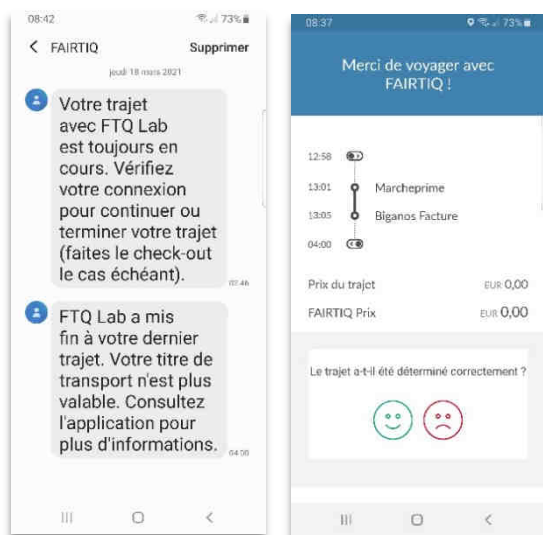 08:42
73%
FAIRTIQ
Supprimer
jeudi 18 mars 2021
Votre trajet
avec FTQ Lab
est toujours en
cours. Vérifiez
votre connexion
pour continuer ou
terminer votre trajet
(faites le check-out
le cas échéant).
FTQ Lab a mis
fin à votre dernier
trajet. Votre titre de
transport n'est plus
valable. Consultez
l'application pour
plus d'informations.
04:00
08:37
73%
Merci de voyager avec
FAIRTIQ !
12:58
13:01 Marcheprime
13:05 Biganos Facture
04:00
Prix du trajet EUR 0,00
FAIRTIQ Prix EUR 0,00
Le trajet a-t-il été déterminé correctement ?